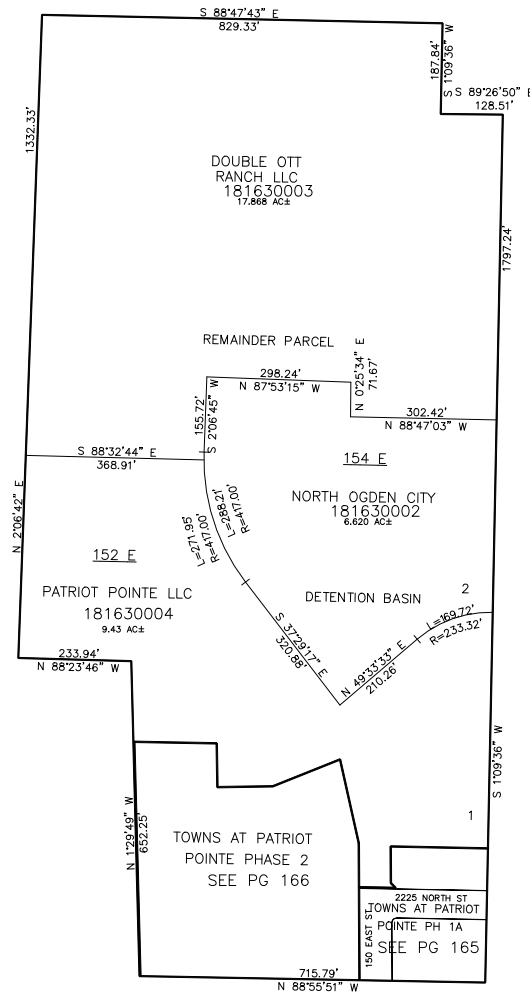 S 88°47'43" E
829.33'
187.84'
S 1°09'36" W
S 89°26'50" E
128.51'
1332.33'
DOUBLE OTT
RANCH LLC
181630003
17.868 AC±
1797.24'
REMAINDER PARCEL
298.24'
N 87°53'15" W
N 0°25'34" E
71.67'
155.72'
S 2°06'45" W
302.42'
N 88°47'03" W
S 88°32'44" E
368.91'
154 E
NORTH OGDEN CITY
181630002
6.620 AC±
L=288.21'
R=417.00'
L=271.95'
R=417.00'
N 2°06'42" E
152 E
PATRIOT POINTE LLC
181630004
9.43 AC±
DETENTION BASIN
2
L=169.72'
R=233.32'
S 37°29'17" E
320.88'
N 49°33'33" E
210.26'
233.94'
N 88°23'46" W
S 1°09'36" W
1
N 1°29'49" W
652.25'
TOWNS AT PATRIOT
POINTE PHASE 2
SEE PG 166
2225 NORTH ST
TOWNS AT PATRIOT
POINTE PH 1A
SEE PG 165
150 EAST ST
715.79'
N 88°55'51" W